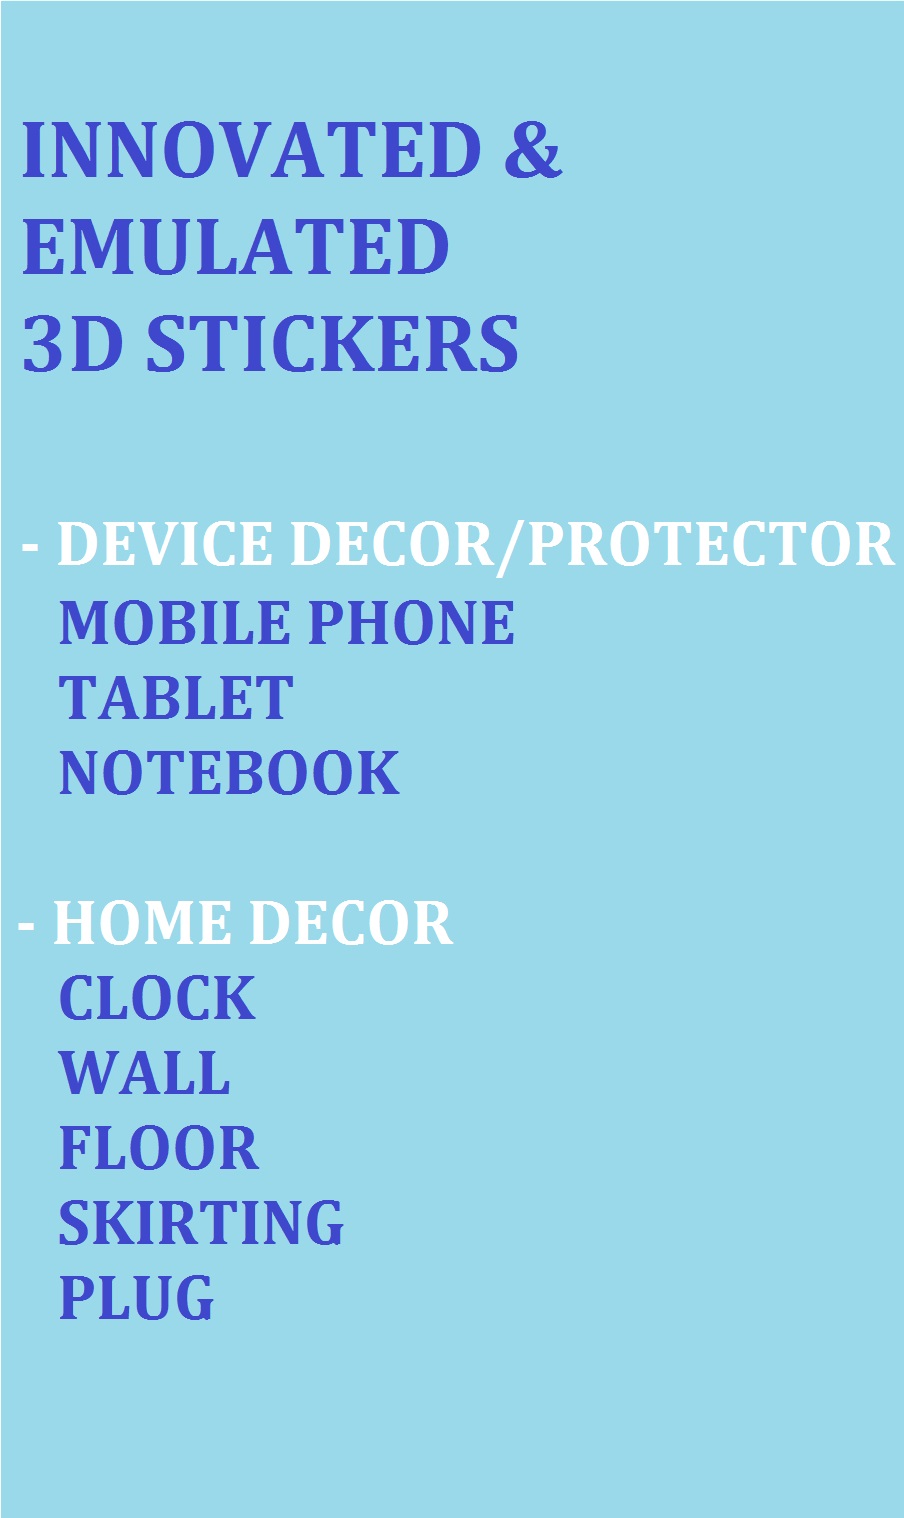 INNOVATED &
EMULATED
3D STICKERS
- DEVICE DECOR/PROTECTOR
MOBILE PHONE
TABLET
NOTEBOOK
- HOME DECOR
CLOCK
WALL
FLOOR
SKIRTING
PLUG